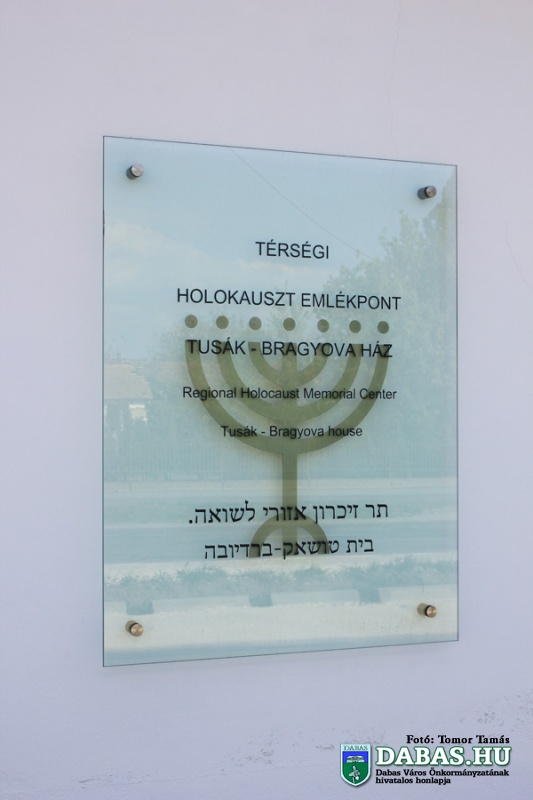 TÉRSÉGI
HOLOKAUSZT EMLÉKPONT
TUSÁK - BRAGYOVA HÁZ
Regional Holocaust Memorial Center
Tusák - Bragyova house
תר זיכרון אזורי לשואה.
בית טושאק-ברדיובה
Fotó: Tomor Tamás
DABAS
DABAS.HU
Dabas Város Önkormányzatának
hivatalos honlapja